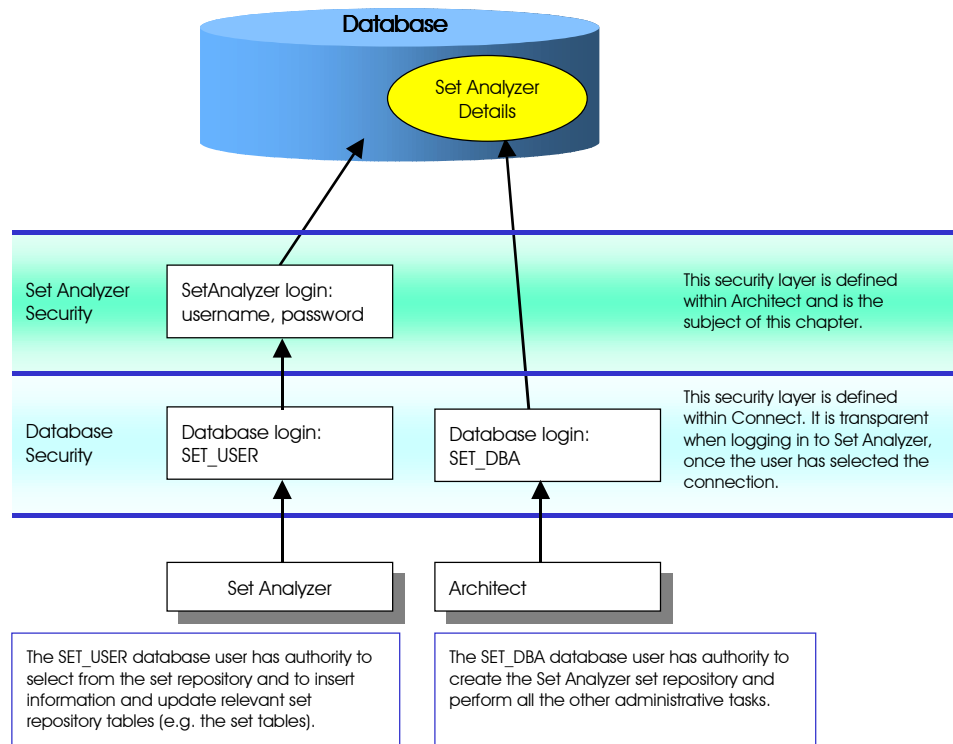 Database
Set Analyzer
Details
Set Analyzer
Security
SetAnalyzer login:
username, password
This security layer is defined
within Architect and is the
subject of this chapter.
Database
Security
Database login:
SET_USER
Database login:
SET_DBA
This security layer is defined
within Connect. It is transparent
when logging in to Set Analyzer,
once the user has selected the
connection.
Set Analyzer
Architect
The SET_USER database user has authority to
select from the set repository and to insert
information and update relevant set
repository tables (e.g. the set tables).
The SET_DBA database user has authority to
create the Set Analyzer set repository and
perform all the other administrative tasks.